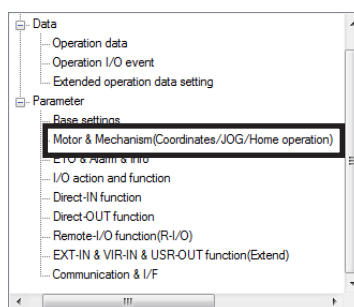 Data
Operation data
Operation I/O event
Extended operation data setting
Parameter
Base settings
Motor & Mechanism(Coordinates/JOG/Home operation)
ETO & Alarm & Info
I/O action and function
Direct-IN function
Direct-OUT function
Remote-I/O function(R-I/O)
EXT-IN & VIR-IN & USR-OUT function(Extend)
Communication & I/F